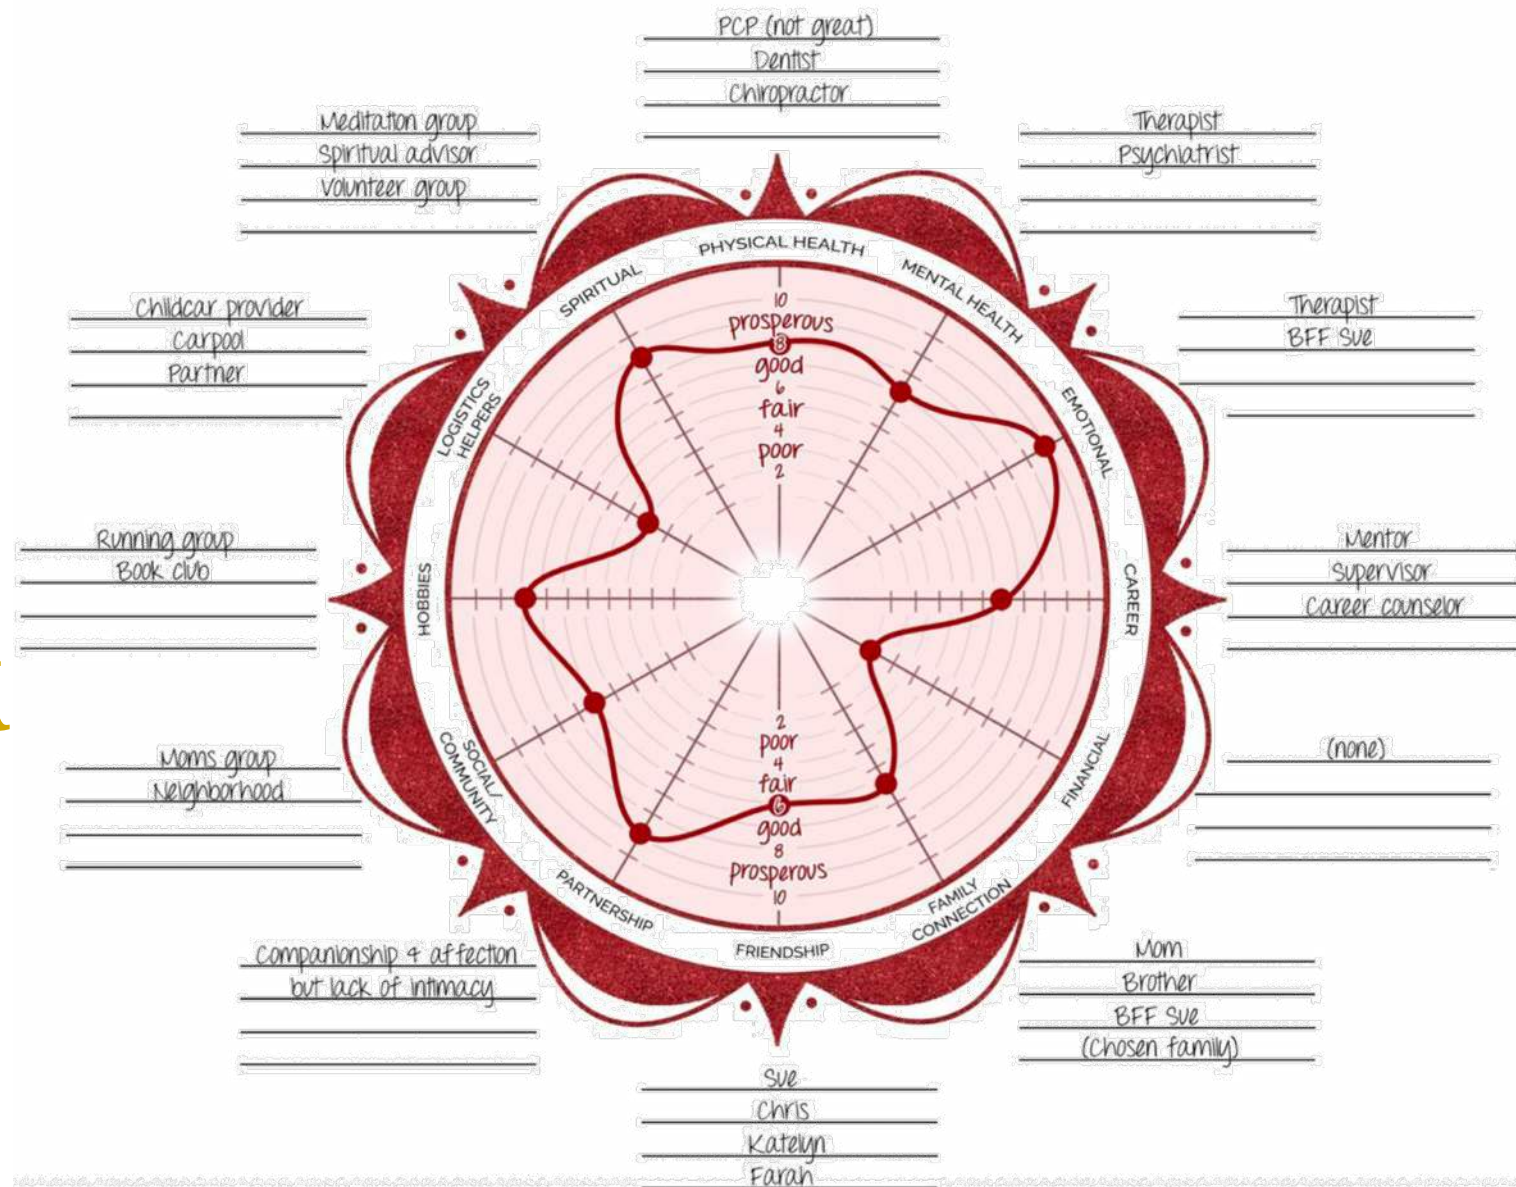 PCP (not great)
Dentist
Chiropractor
Meditation group
Spiritual advisor
Volunteer group
Therapist
Psychiatrist
Childcar provider
Carpool
Partner
Therapist
BFF Sue
Running group
Book club
Mentor
Supervisor
Career counselor
Moms group
Neighborhood
(none)
Companionship & affection
but lack of intimacy
Mom
Brother
BFF Sue
(Chosen family)
Sue
Chris
Katelyn
Farah
PHYSICAL HEALTH
MENTAL HEALTH
EMOTIONAL
CAREER
FINANCIAL
FAMILY
CONNECTION
FRIENDSHIP
PARTNERSHIP
SOCIAL/
COMMUNITY
HOBBIES
LOGISTICS
HELPERS
SPIRITUAL
10
prosperous
8
good
6
fair
4
poor
2
2
poor
4
fair
6
good
8
prosperous
10